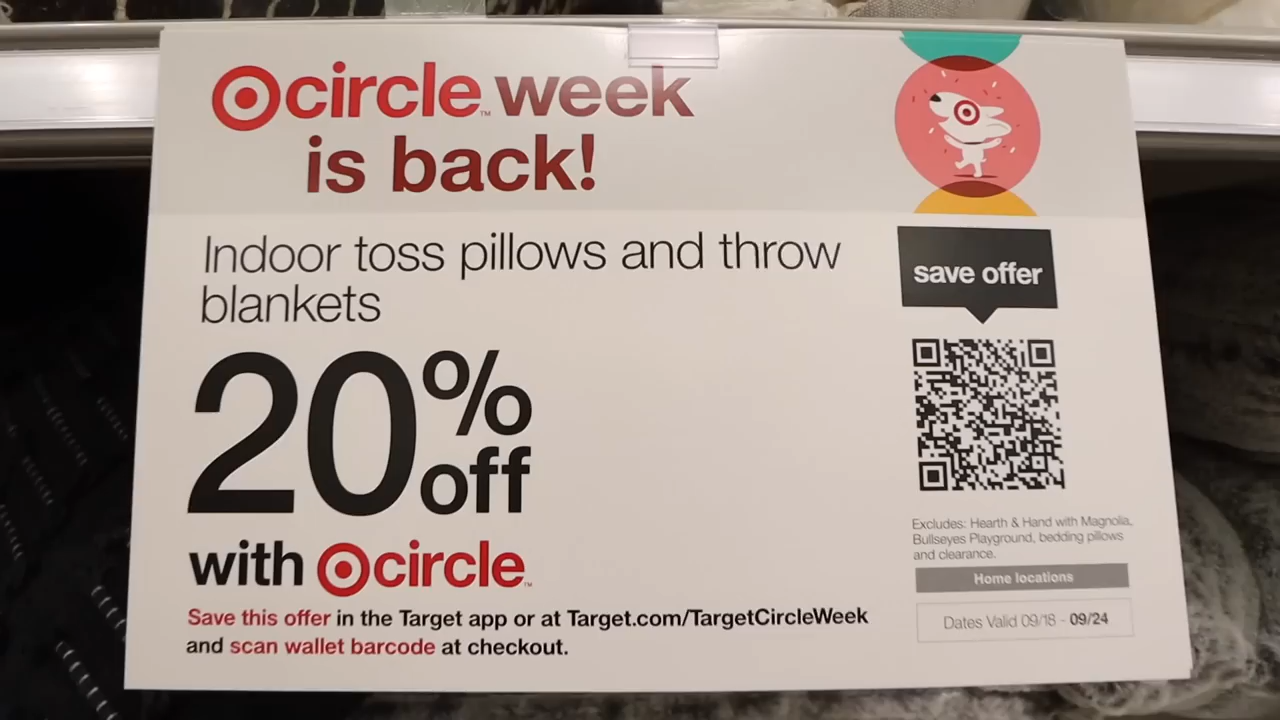 circle™ week
is back!
Indoor toss pillows and throw
blankets
20% off
with circle™
Save this offer in the Target app or at Target.com/TargetCircleWeek
and scan wallet barcode at checkout.
save offer
Excludes: Hearth & Hand with Magnolia,
Bullseyes Playground, bedding pillows
and clearance.
Home locations
Dates Valid 09/18 - 09/24